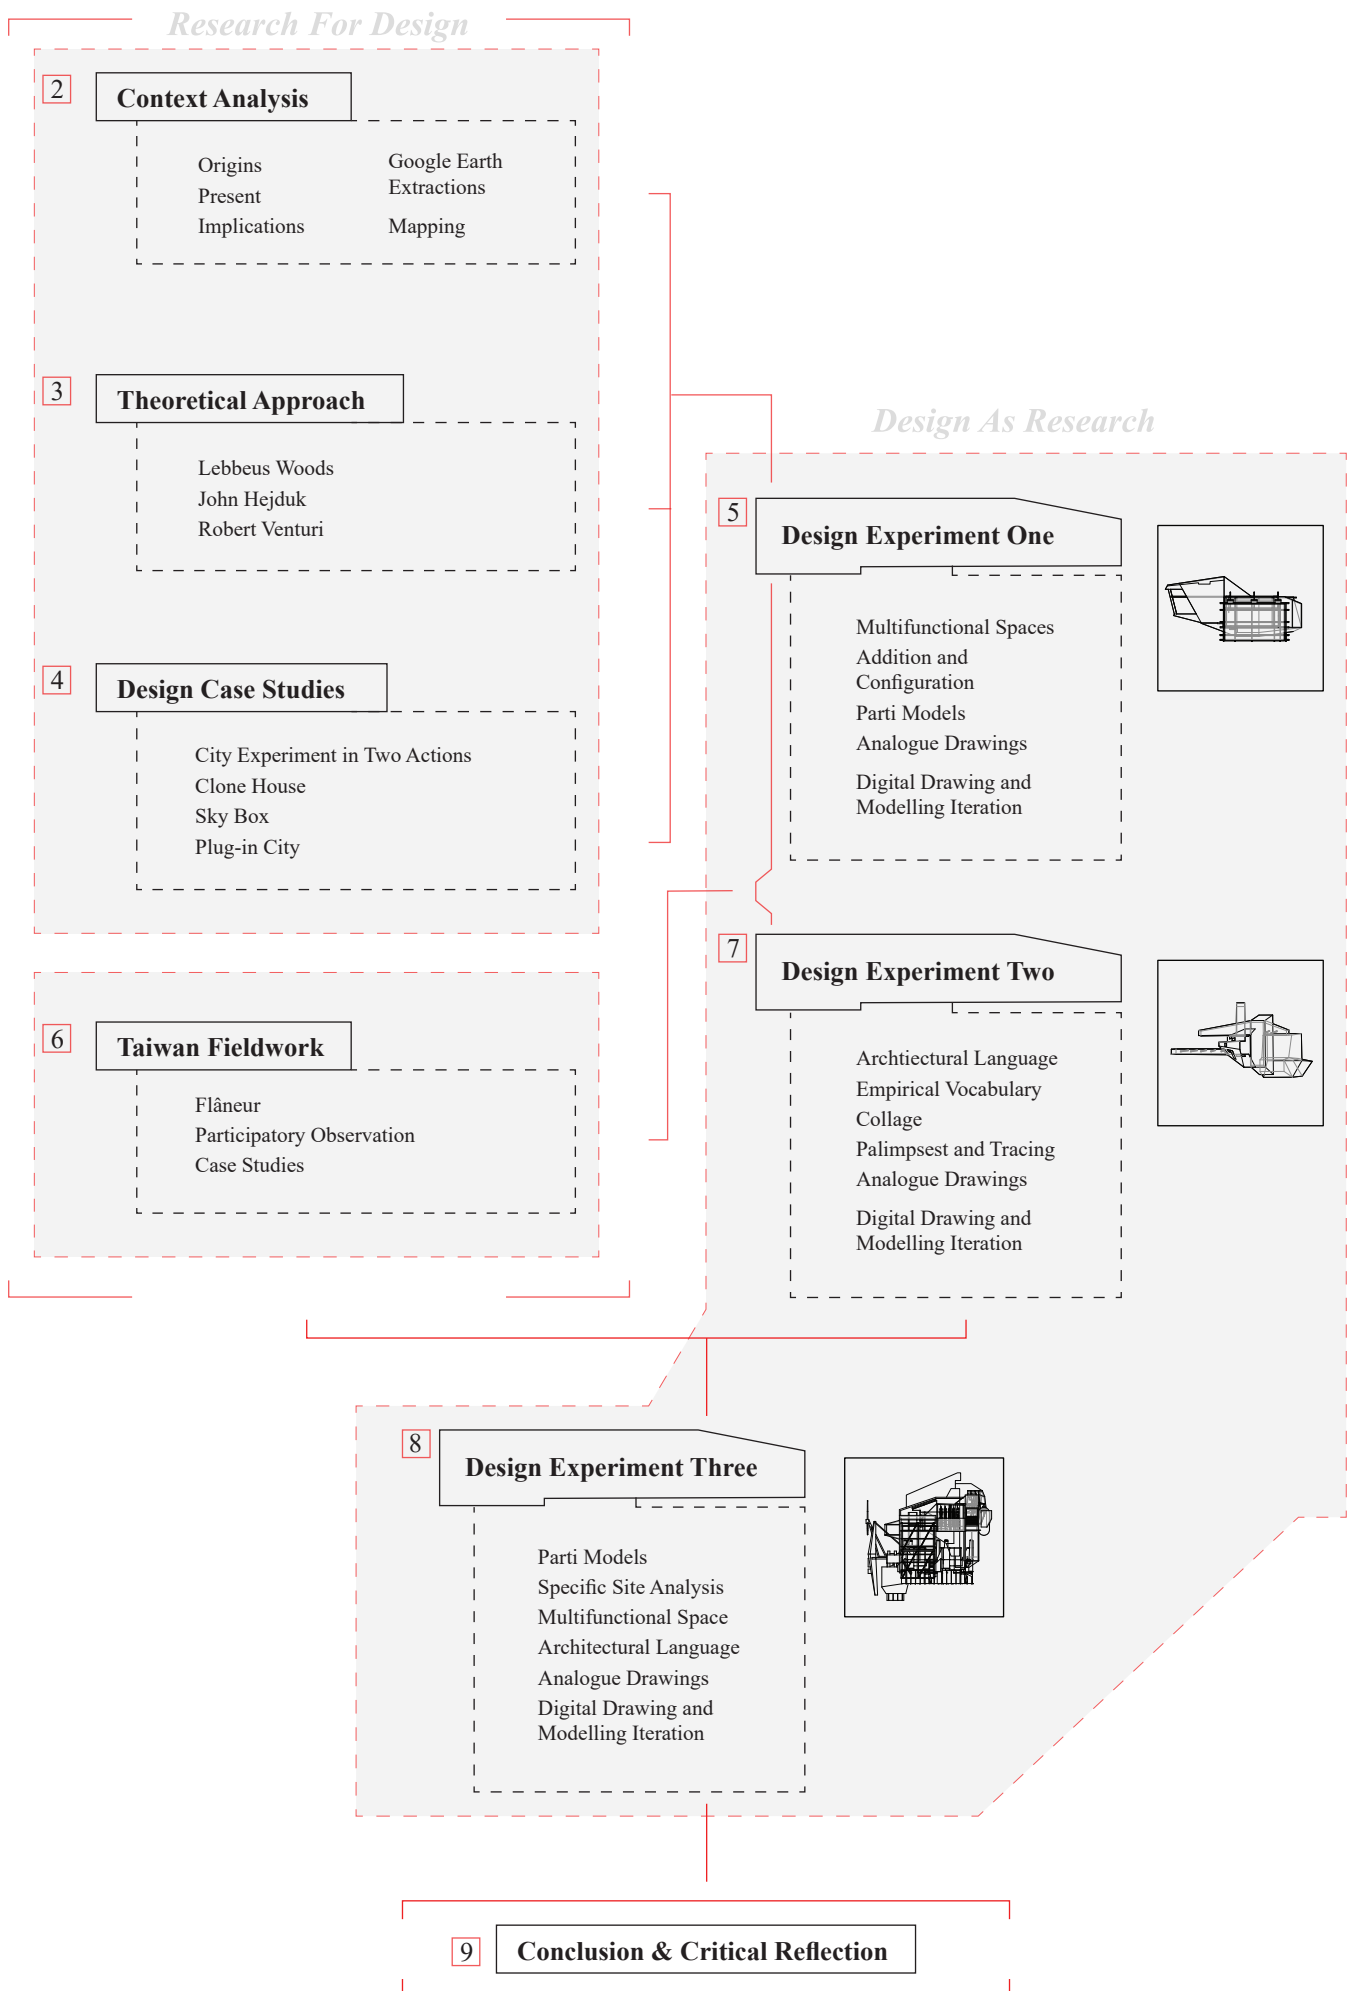 Research For Design
2
Context Analysis
Origins
Present
Implications
Google Earth
Extractions
Mapping
3
Theoretical Approach
Lebbeus Woods
John Hejduk
Robert Venturi
4
Design Case Studies
City Experiment in Two Actions
Clone House
Sky Box
Plug-in City
Design As Research
5
Design Experiment One
Multifunctional Spaces
Addition and
Configuration
Parti Models
Analogue Drawings
Digital Drawing and
Modelling Iteration
6
Taiwan Fieldwork
Flâneur
Participatory Observation
Case Studies
7
Design Experiment Two
Archtiectural Language
Empirical Vocabulary
Collage
Palimpsest and Tracing
Analogue Drawings
Digital Drawing and
Modelling Iteration
8
Design Experiment Three
Parti Models
Specific Site Analysis
Multifunctional Space
Architectural Language
Analogue Drawings
Digital Drawing and
Modelling Iteration
9
Conclusion & Critical Reflection